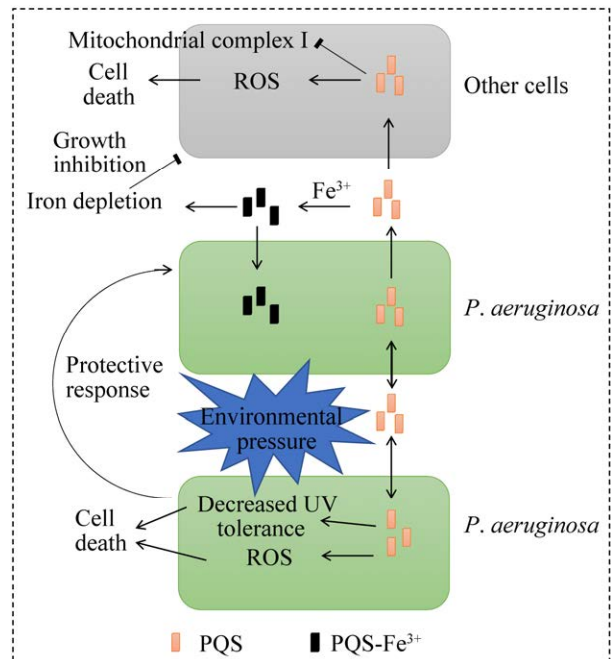 Mitochondrial complex I
Cell
death
ROS
Other cells
Growth
inhibition
Iron depletion
Fe³⁺
P. aeruginosa
Protective
response
Environmental
pressure
Decreased UV
tolerance
Cell
death
ROS
P. aeruginosa
PQS
PQS-Fe³⁺